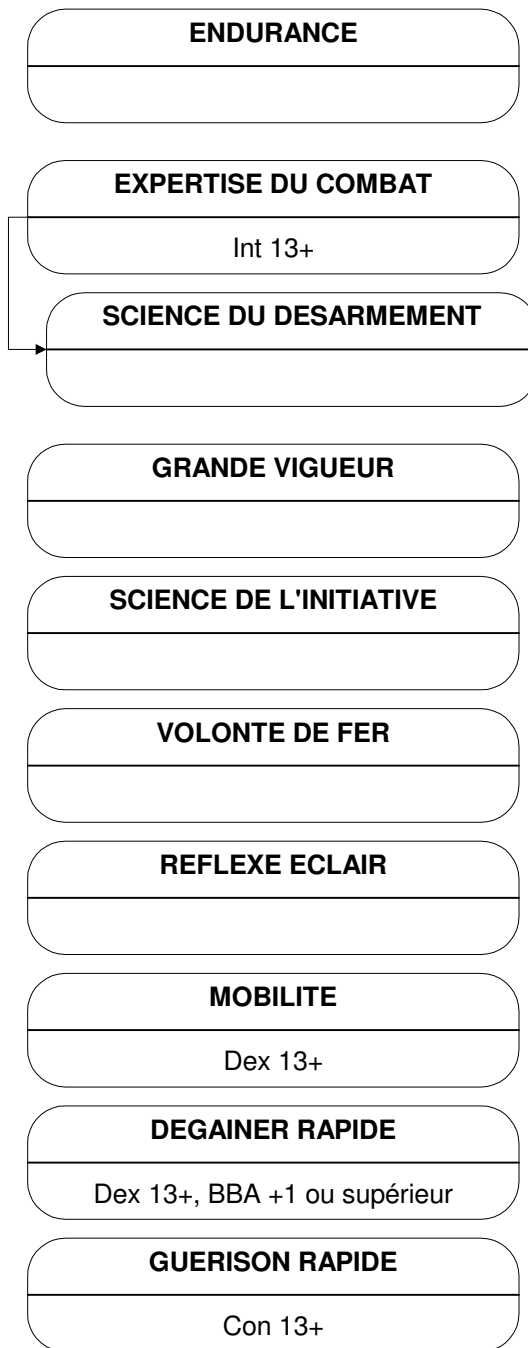 ENDURANCE
EXPERTISE DU COMBAT
Int 13+
SCIENCE DU DESARMEMENT
GRANDE VIGUEUR
SCIENCE DE L'INITIATIVE
VOLONTE DE FER
REFLEXE ECLAIR
MOBILITE
Dex 13+
DEGAINER RAPIDE
Dex 13+, BBA +1 ou supérieur
GUERISON RAPIDE
Con 13+